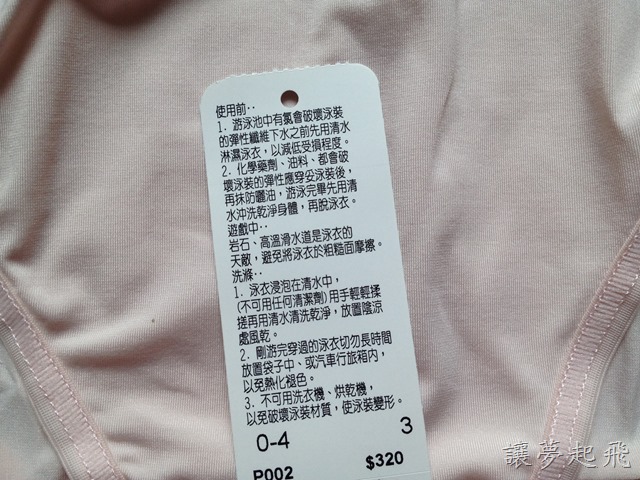 使用前‥
1. 游泳池中有氯會破壞泳裝
的彈性纖維下水之前先用清水
淋濕泳衣，以減低受損程度。
2. 化學藥劑、油料、都會破
壞泳裝的彈性應穿妥泳裝後，
再抹防曬油，游泳完畢先用清
水沖洗乾淨身體，再脫泳衣。
遊戲中‥
岩石、高溫滑水道是泳衣的
天敵，避免將泳衣於粗糙面摩擦。
洗滌‥
1. 泳衣浸泡在清水中，
(不可用任何清潔劑) 用手輕輕揉
搓再用清水清洗乾淨，放置陰涼
處風乾。
2. 剛游完穿過的泳衣切勿長時間
放置袋子中、或汽車行旅箱內，
以免熱化褪色。
3. 不可用洗衣機、烘乾機，
以免破壞泳裝材質，使泳裝變形。
0-4 3
P002 $320
讓夢起飛